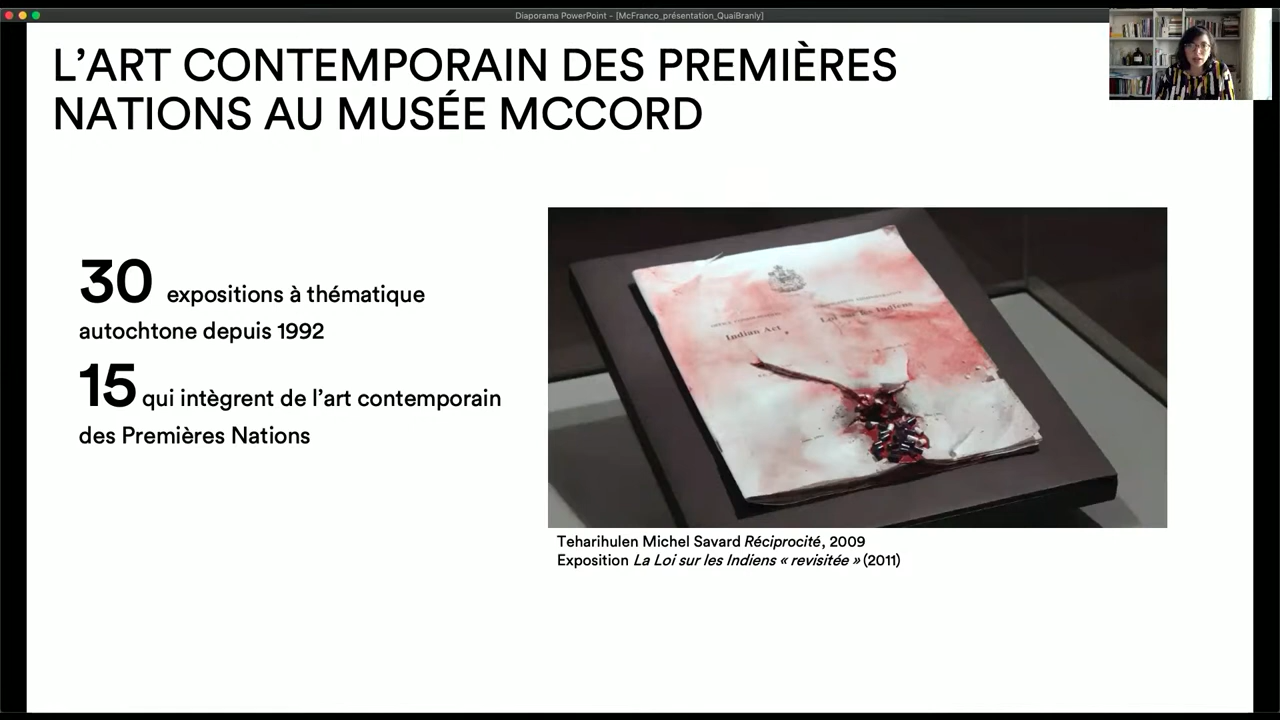 Diaporama PowerPoint - [McFranco_présentation_QuaiBranly]
L'ART CONTEMPORAIN DES PREMIÈRES
NATIONS AU MUSÉE MCCORD
30 expositions à thématique
autochtone depuis 1992
15 qui intègrent de l'art contemporain
des Premières Nations
Indian Act
Loi sur les Indiens
Teharihulen Michel Savard Réciprocité, 2009
Exposition La Loi sur les Indiens « revisitée » (2011)